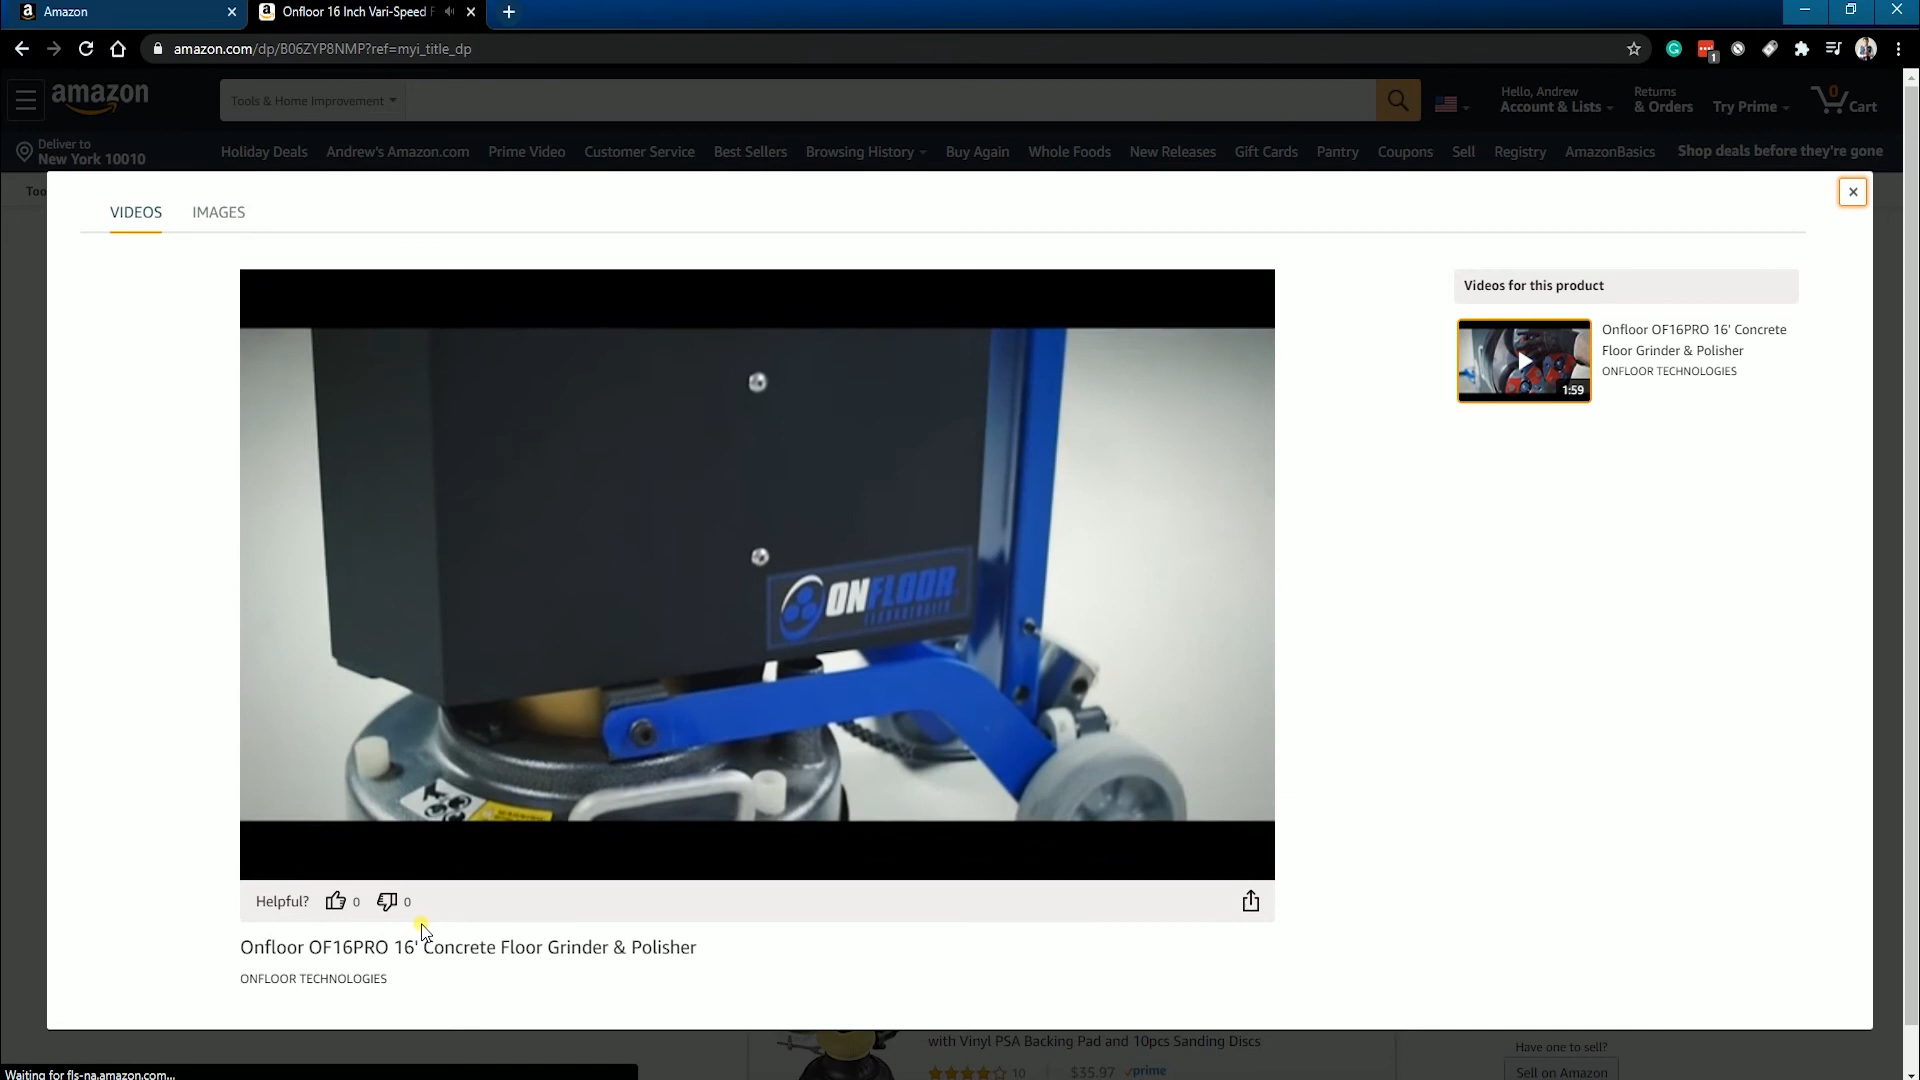 Amazon
Onfloor 16 Inch Vari-Speed F
amazon.com/dp/B06ZYP8NMP?ref=myi_title_dp
1
amazon
Tools & Home Improvement
Hello, Andrew
Account & Lists
Returns
& Orders
Try Prime
0
Cart
Deliver to
New York 10010
Holiday Deals
Andrew's Amazon.com
Prime Video
Customer Service
Best Sellers
Browsing History
Buy Again
Whole Foods
New Releases
Gift Cards
Pantry
Coupons
Sell
Registry
AmazonBasics
Shop deals before they're gone
Too
VIDEOS
IMAGES
ONFLOOR
TECHNOLOGIES
Videos for this product
1:59
Onfloor OF16PRO 16' Concrete
Floor Grinder & Polisher
ONFLOOR TECHNOLOGIES
Helpful?
0
0
Onfloor OF16PRO 16' Concrete Floor Grinder & Polisher
ONFLOOR TECHNOLOGIES
with Vinyl PSA Backing Pad and 10pcs Sanding Discs
10
$35.97
prime
Have one to sell?
Sell on Amazon
Waiting for fls-na.amazon.com...